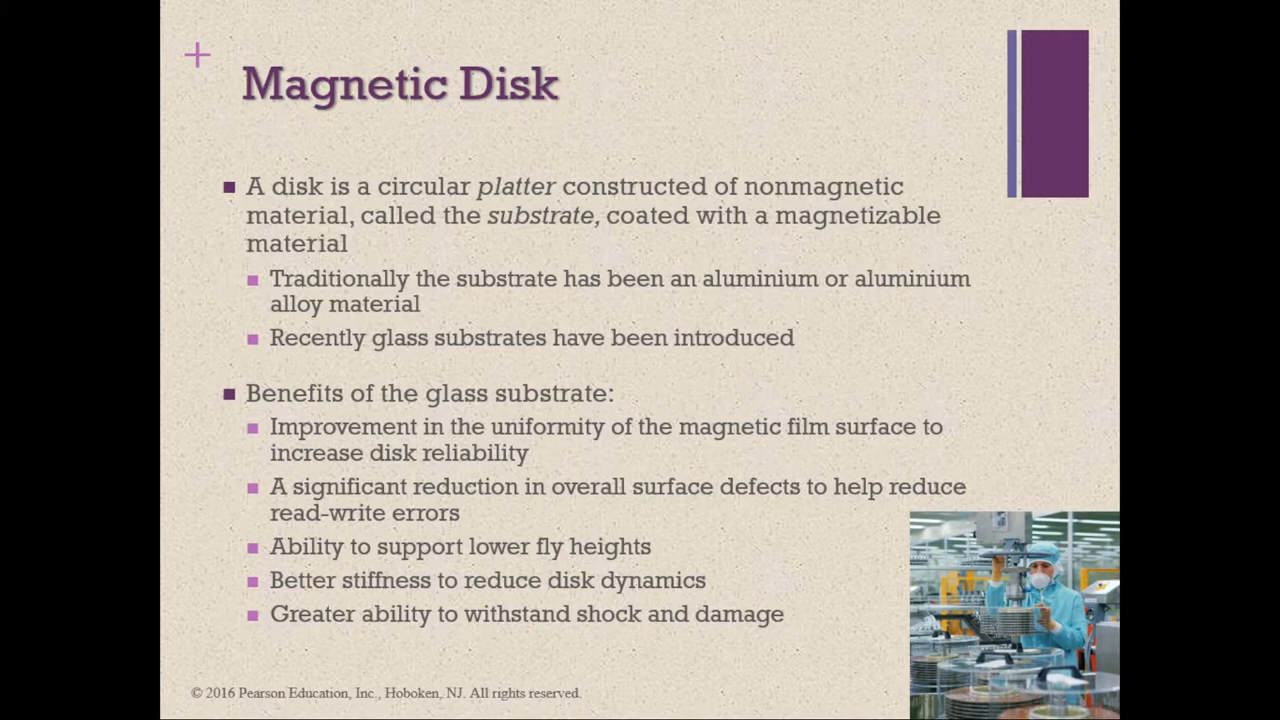 +
Magnetic Disk
■ A disk is a circular platter constructed of nonmagnetic
material, called the substrate, coated with a magnetizable
material
■ Traditionally the substrate has been an aluminium or aluminium
alloy material
■ Recently glass substrates have been introduced
■ Benefits of the glass substrate:
■ Improvement in the uniformity of the magnetic film surface to
increase disk reliability
■ A significant reduction in overall surface defects to help reduce
read-write errors
■ Ability to support lower fly heights
■ Better stiffness to reduce disk dynamics
■ Greater ability to withstand shock and damage
© 2016 Pearson Education, Inc., Hoboken, NJ. All rights reserved.